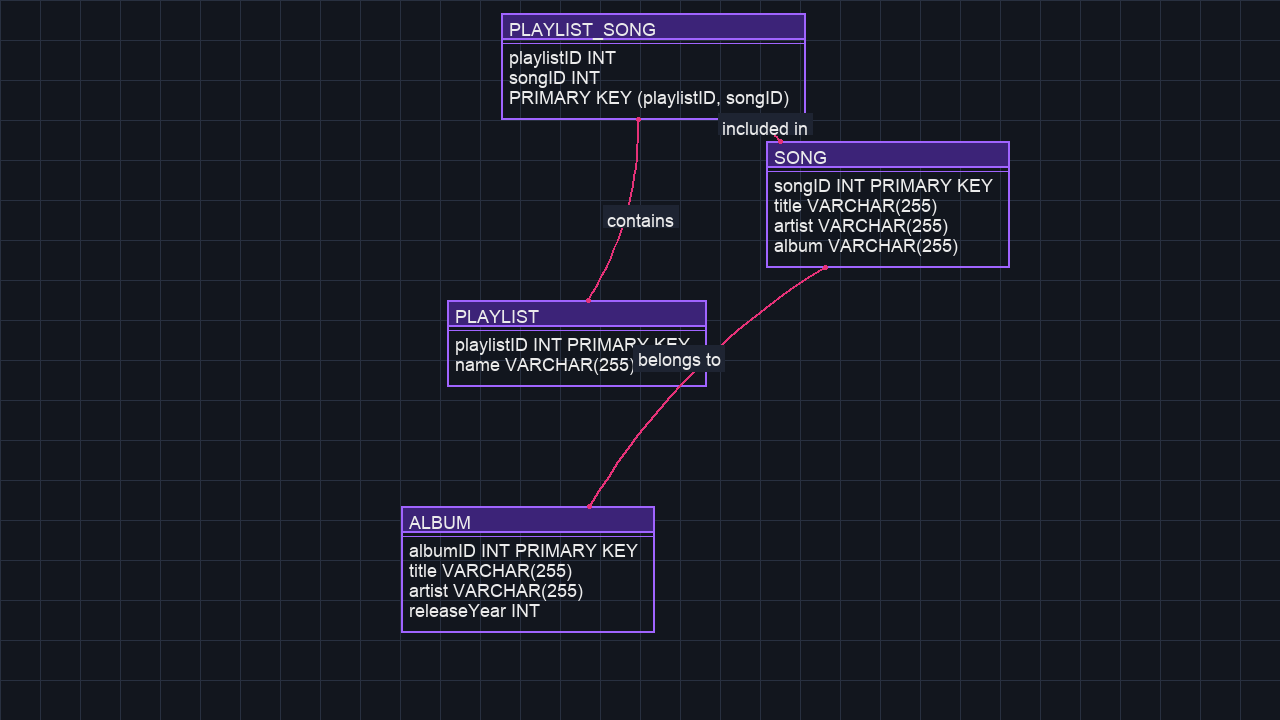 PLAYLIST_SONG
playlistID INT
songID INT
PRIMARY KEY (playlistID, songID)
included in
SONG
songID INT PRIMARY KEY
title VARCHAR(255)
artist VARCHAR(255)
album VARCHAR(255)
contains
PLAYLIST
playlistID INT PRIMARY KEY
name VARCHAR(255)
belongs to
ALBUM
albumID INT PRIMARY KEY
title VARCHAR(255)
artist VARCHAR(255)
releaseYear INT